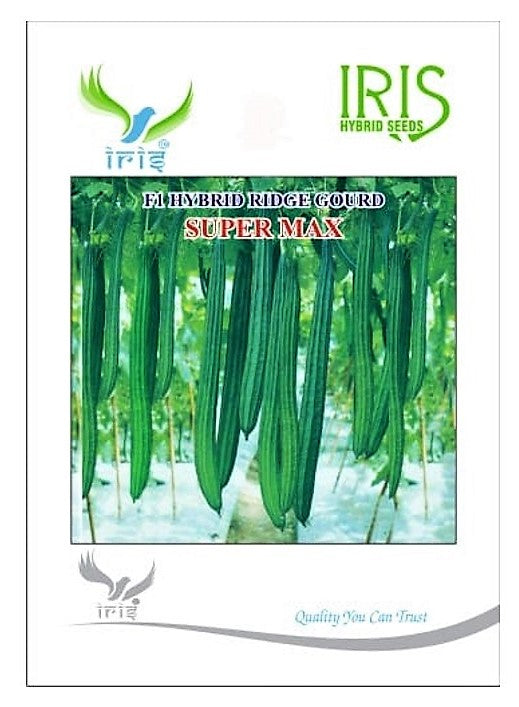 IRIS
HYBRID SEEDS
iris®
F1 HYBRID RIDGE GOURD
SUPER MAX
iris
Quality You Can Trust